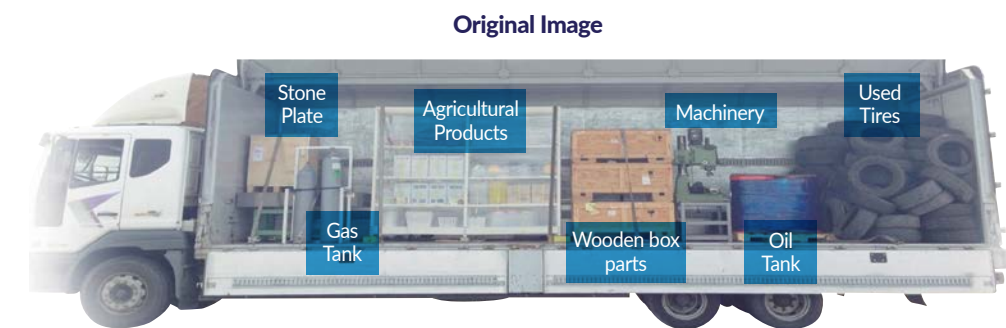 Original Image
Stone
Plate
Agricultural
Products
Machinery
Used
Tires
Gas
Tank
Wooden box
parts
Oil
Tank